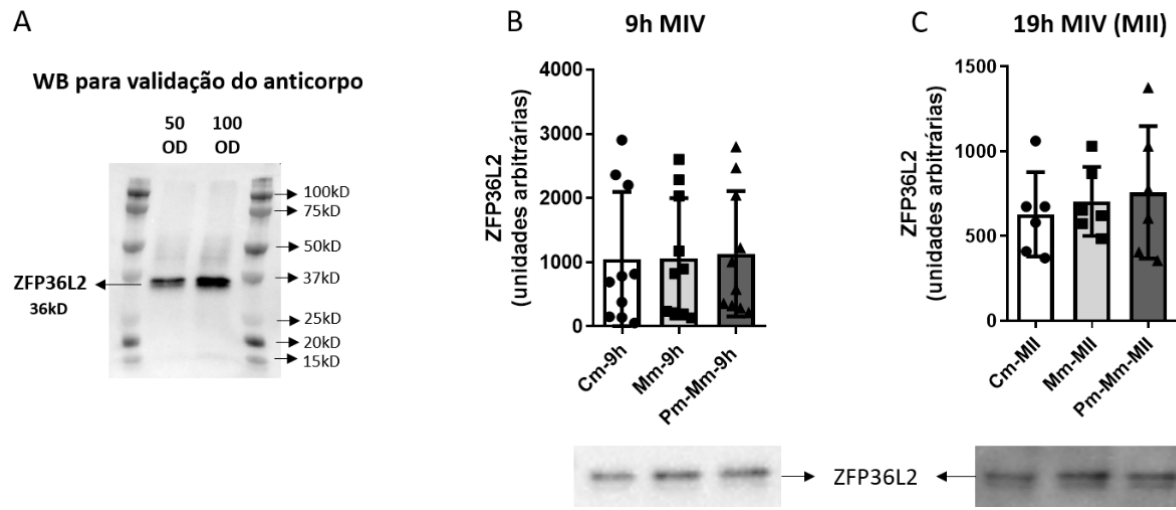 A
WB para validação do anticorpo
50 OD
100 OD
100kD
75kD
50kD
37kD
25kD
20kD
15kD
ZFP36L2
36kD
B
9h MIV
ZFP36L2
(unidades arbitrárias)
4000
3000
2000
1000
0
Cm-9h
Mm-9h
Pm-Mm-9h
C
19h MIV (MII)
ZFP36L2
(unidades arbitrárias)
1500
1000
500
0
Cm-MII
Mm-MII
Pm-Mm-MII
ZFP36L2